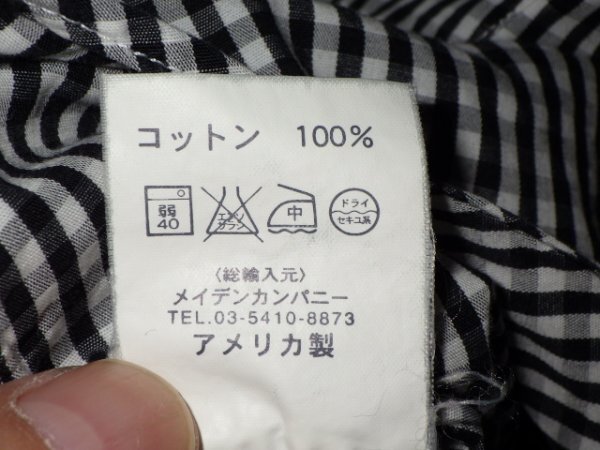 コットン 100%
弱 40 エンソ サラシ 中 ドライ セキユ系
〈総輸入元〉
メイデンカンパニー
TEL.03-5410-8873
アメリカ製